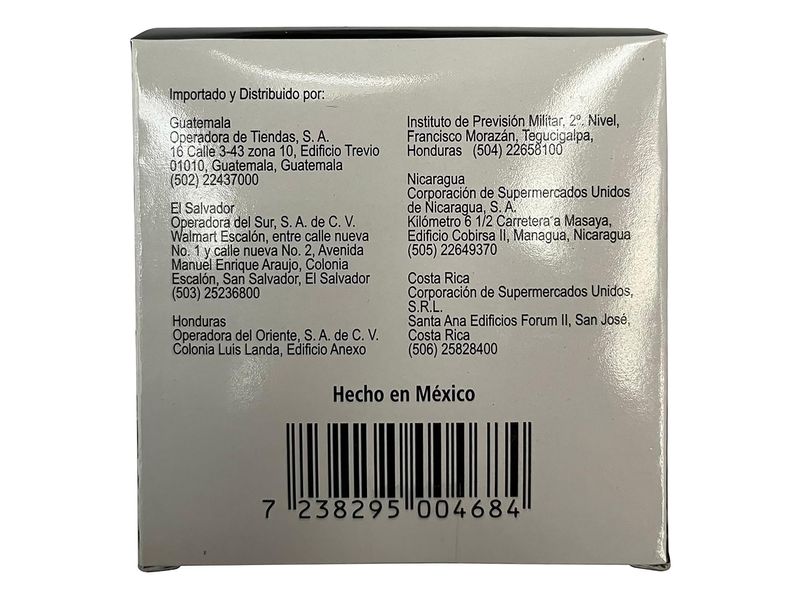 Importado y Distribuido por:
Guatemala
Operadora de Tiendas, S. A.
16 Calle 3-43 zona 10, Edificio Trevio
01010, Guatemala, Guatemala
(502) 22437000
El Salvador
Operadora del Sur, S. A. de C. V.
Walmart Escalón, entre calle nueva
No. 1 y calle nueva No. 2, Avenida
Manuel Enrique Araujo, Colonia
Escalón, San Salvador, El Salvador
(503) 25236800
Honduras
Operadora del Oriente, S. A. de C. V.
Colonia Luis Landa, Edificio Anexo
Instituto de Previsión Militar, 2º. Nivel,
Francisco Morazán, Tegucigalpa,
Honduras (504) 22658100
Nicaragua
Corporación de Supermercados Unidos
de Nicaragua, S. A.
Kilómetro 6 1/2 Carretera a Masaya,
Edificio Cobirsa II, Managua, Nicaragua
(505) 22649370
Costa Rica
Corporación de Supermercados Unidos,
S.R.L.
Santa Ana Edificios Forum II, San José,
Costa Rica
(506) 25828400
Hecho en México
7 238295 004684